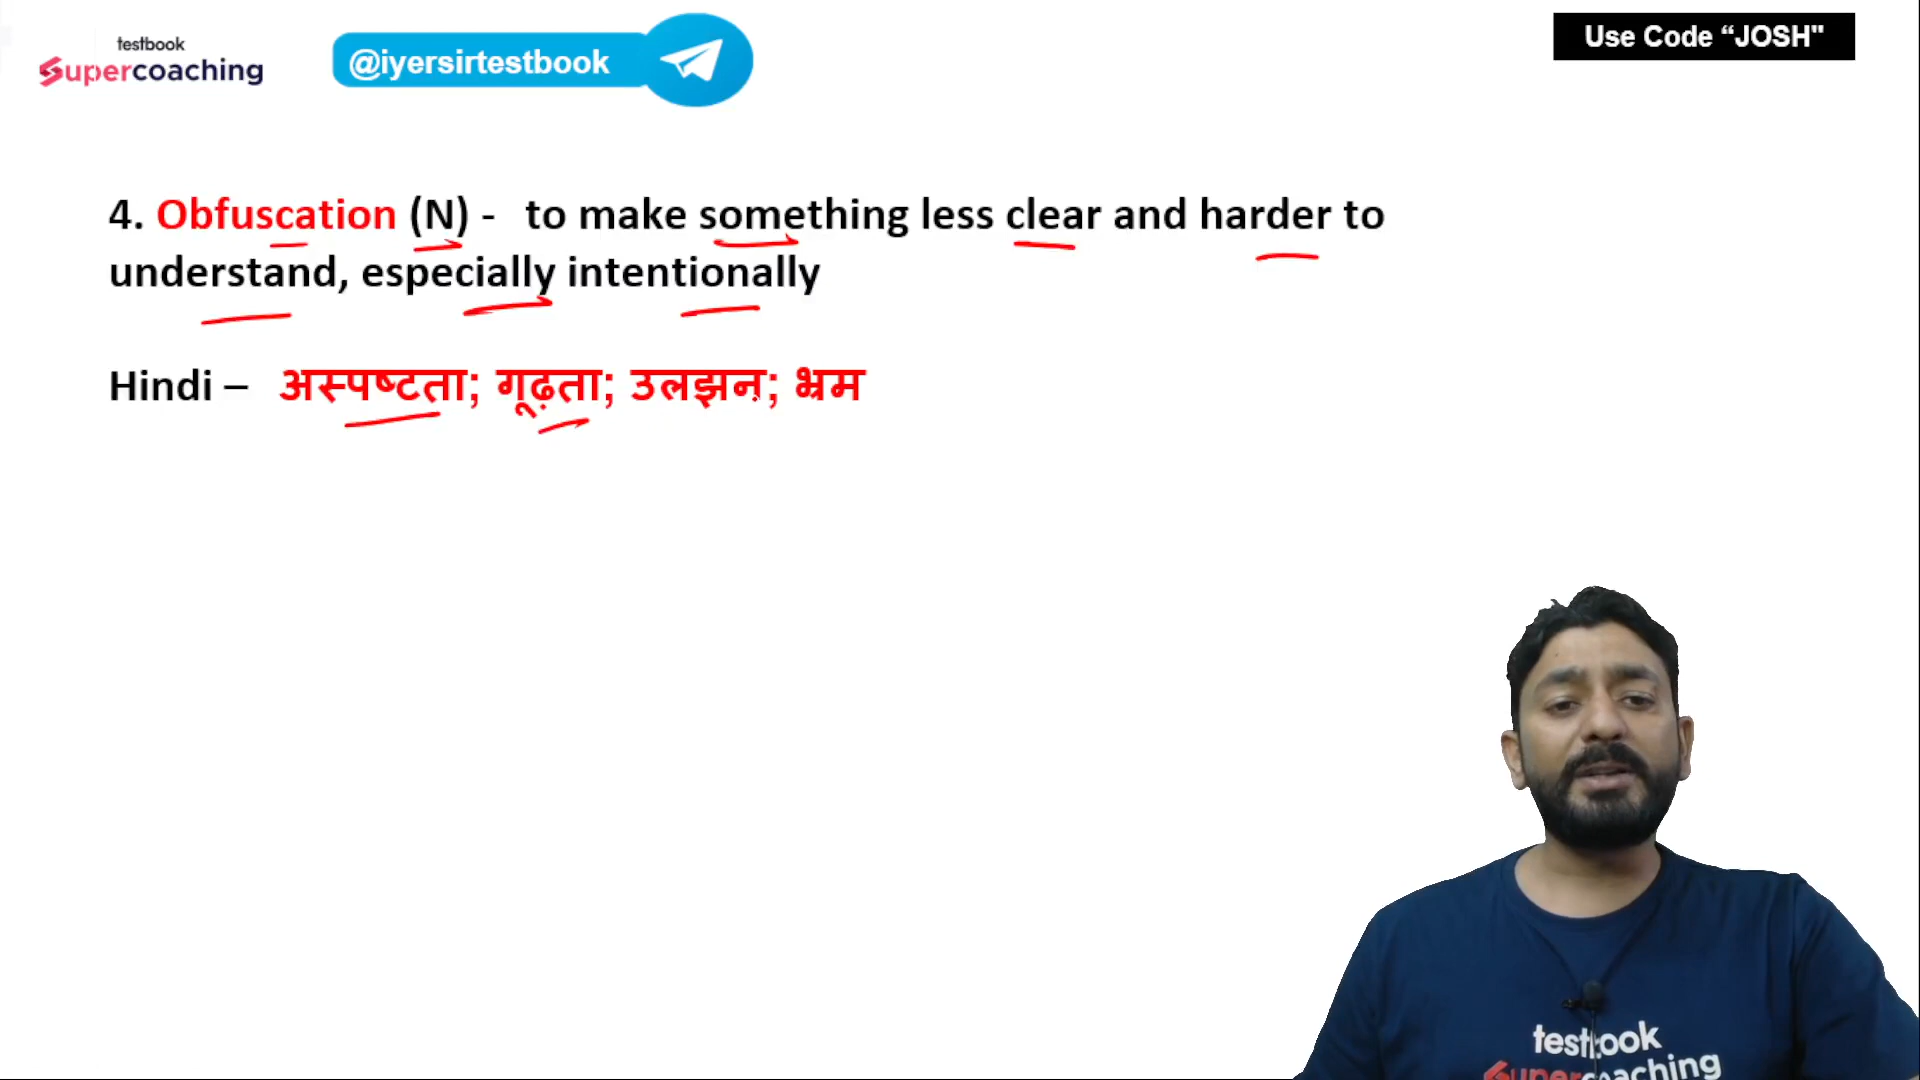 testbook
Supercoaching
@iyersirtestbook
Use Code “JOSH"
4. Obfuscation (N) - to make something less clear and harder to
understand, especially intentionally
Hindi – अस्पष्टता; गूढ़ता; उलझन; भ्रम
testbook
Supercoaching